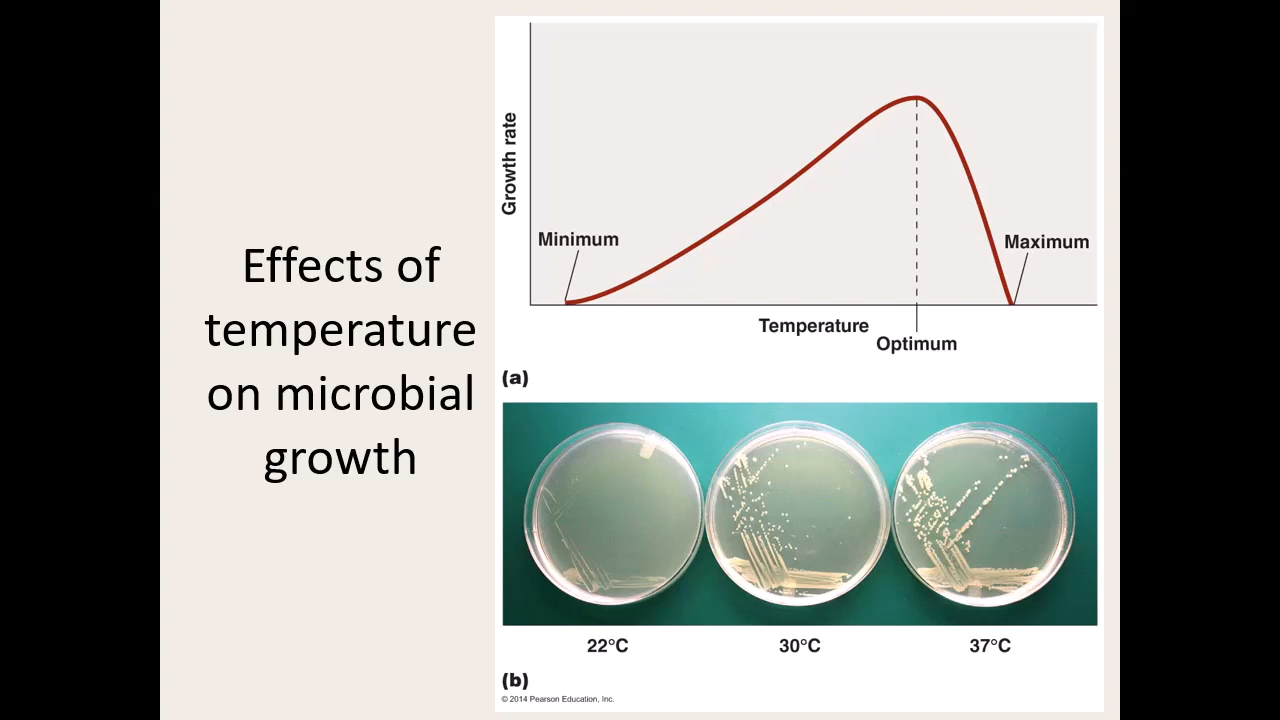 Effects of
temperature
on microbial
growth
Growth rate
Minimum
Maximum
Temperature
Optimum
(a)
22°C 30°C 37°C
(b)
© 2014 Pearson Education, Inc.